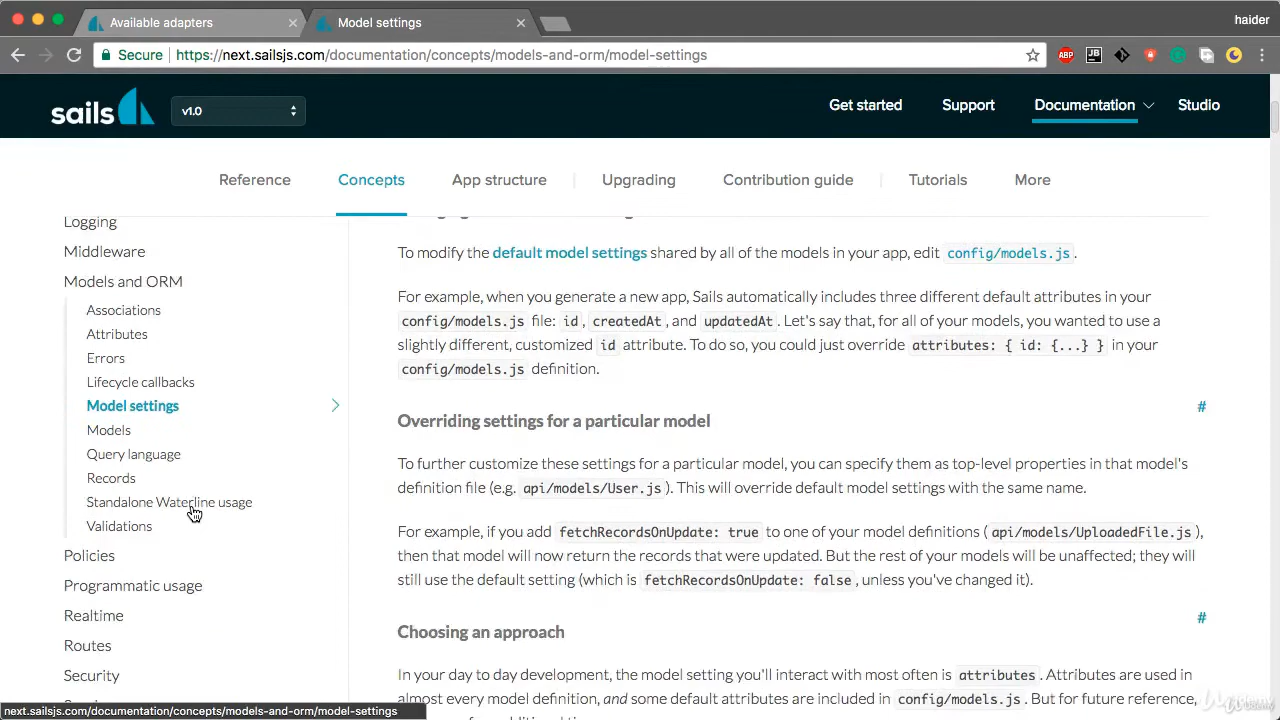 Available adapters
Model settings
haider
Secure
https://next.sailsjs.com/documentation/concepts/models-and-orm/model-settings
ABP
JB
sails
v1.0
Get started
Support
Documentation
Studio
Reference
Concepts
App structure
Upgrading
Contribution guide
Tutorials
More
Logging
Middleware
Models and ORM
Associations
Attributes
Errors
Lifecycle callbacks
Model settings
Models
Query language
Records
Standalone Waterline usage
Validations
Policies
Programmatic usage
Realtime
Routes
Security
To modify the default model settings shared by all of the models in your app, edit config/models.js.
For example, when you generate a new app, Sails automatically includes three different default attributes in your
config/models.js file: id, createdAt, and updatedAt. Let's say that, for all of your models, you wanted to use a
slightly different, customized id attribute. To do so, you could just override attributes: { id: {...} } in your
config/models.js definition.
Overriding settings for a particular model
#
To further customize these settings for a particular model, you can specify them as top-level properties in that model's
definition file (e.g. api/models/User.js). This will override default model settings with the same name.
For example, if you add fetchRecordsOnUpdate: true to one of your model definitions (api/models/UploadedFile.js),
then that model will now return the records that were updated. But the rest of your models will be unaffected; they will
still use the default setting (which is fetchRecordsOnUpdate: false, unless you've changed it).
#
Choosing an approach
In your day to day development, the model setting you'll interact with most often is attributes. Attributes are used in
almost every model definition, and some default attributes are included in config/models.js. But for future reference,
next.sailsjs.com/documentation/concepts/models-and-orm/model-settings
Udemy